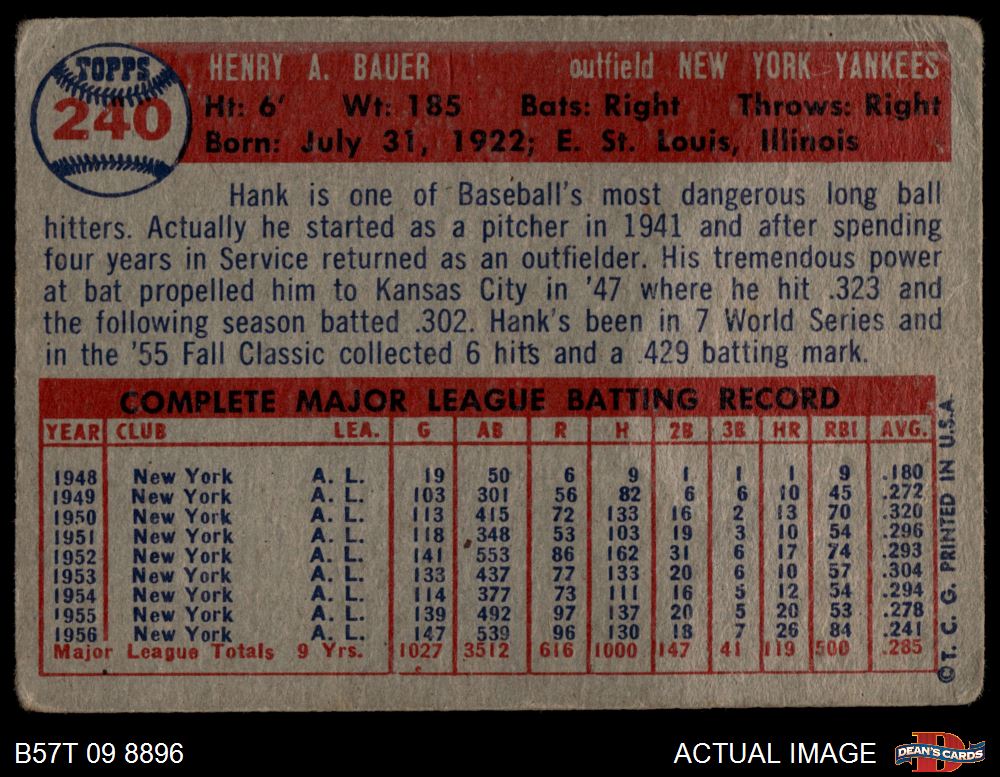 TOPPS
240
HENRY A. BAUER outfield NEW YORK YANKEES
Ht: 6' Wt: 185 Bats: Right Throws: Right
Born: July 31, 1922; E. St. Louis, Illinois
Hank is one of Baseball's most dangerous long ball
hitters. Actually he started as a pitcher in 1941 and after spending
four years in Service returned as an outfielder. His tremendous power
at bat propelled him to Kansas City in '47 where he hit .323 and
the following season batted .302. Hank's been in 7 World Series and
in the '55 Fall Classic collected 6 hits and a .429 batting mark.
COMPLETE MAJOR LEAGUE BATTING RECORD
YEAR CLUB LEA. G AB R H 2B 3B HR RBI AVG.
1948 New York A. L. 19 50 6 9 1 1 1 9 .180
1949 New York A. L. 103 301 56 82 6 6 10 45 .272
1950 New York A. L. 113 415 72 133 16 2 13 70 .320
1951 New York A. L. 118 348 53 103 19 3 10 54 .296
1952 New York A. L. 141 553 86 162 31 6 17 74 .293
1953 New York A. L. 133 437 77 133 20 6 10 57 .304
1954 New York A. L. 114 377 73 111 16 5 12 54 .294
1955 New York A. L. 139 492 97 137 20 5 20 53 .278
1956 New York A. L. 147 539 96 130 18 7 26 84 .241
Major League Totals 9 Yrs. 1027 3512 616 1000 147 41 119 500 .285
© T. C. G. PRINTED IN U.S.A.
B57T 09 8896
ACTUAL IMAGE
DEAN'S CARDS